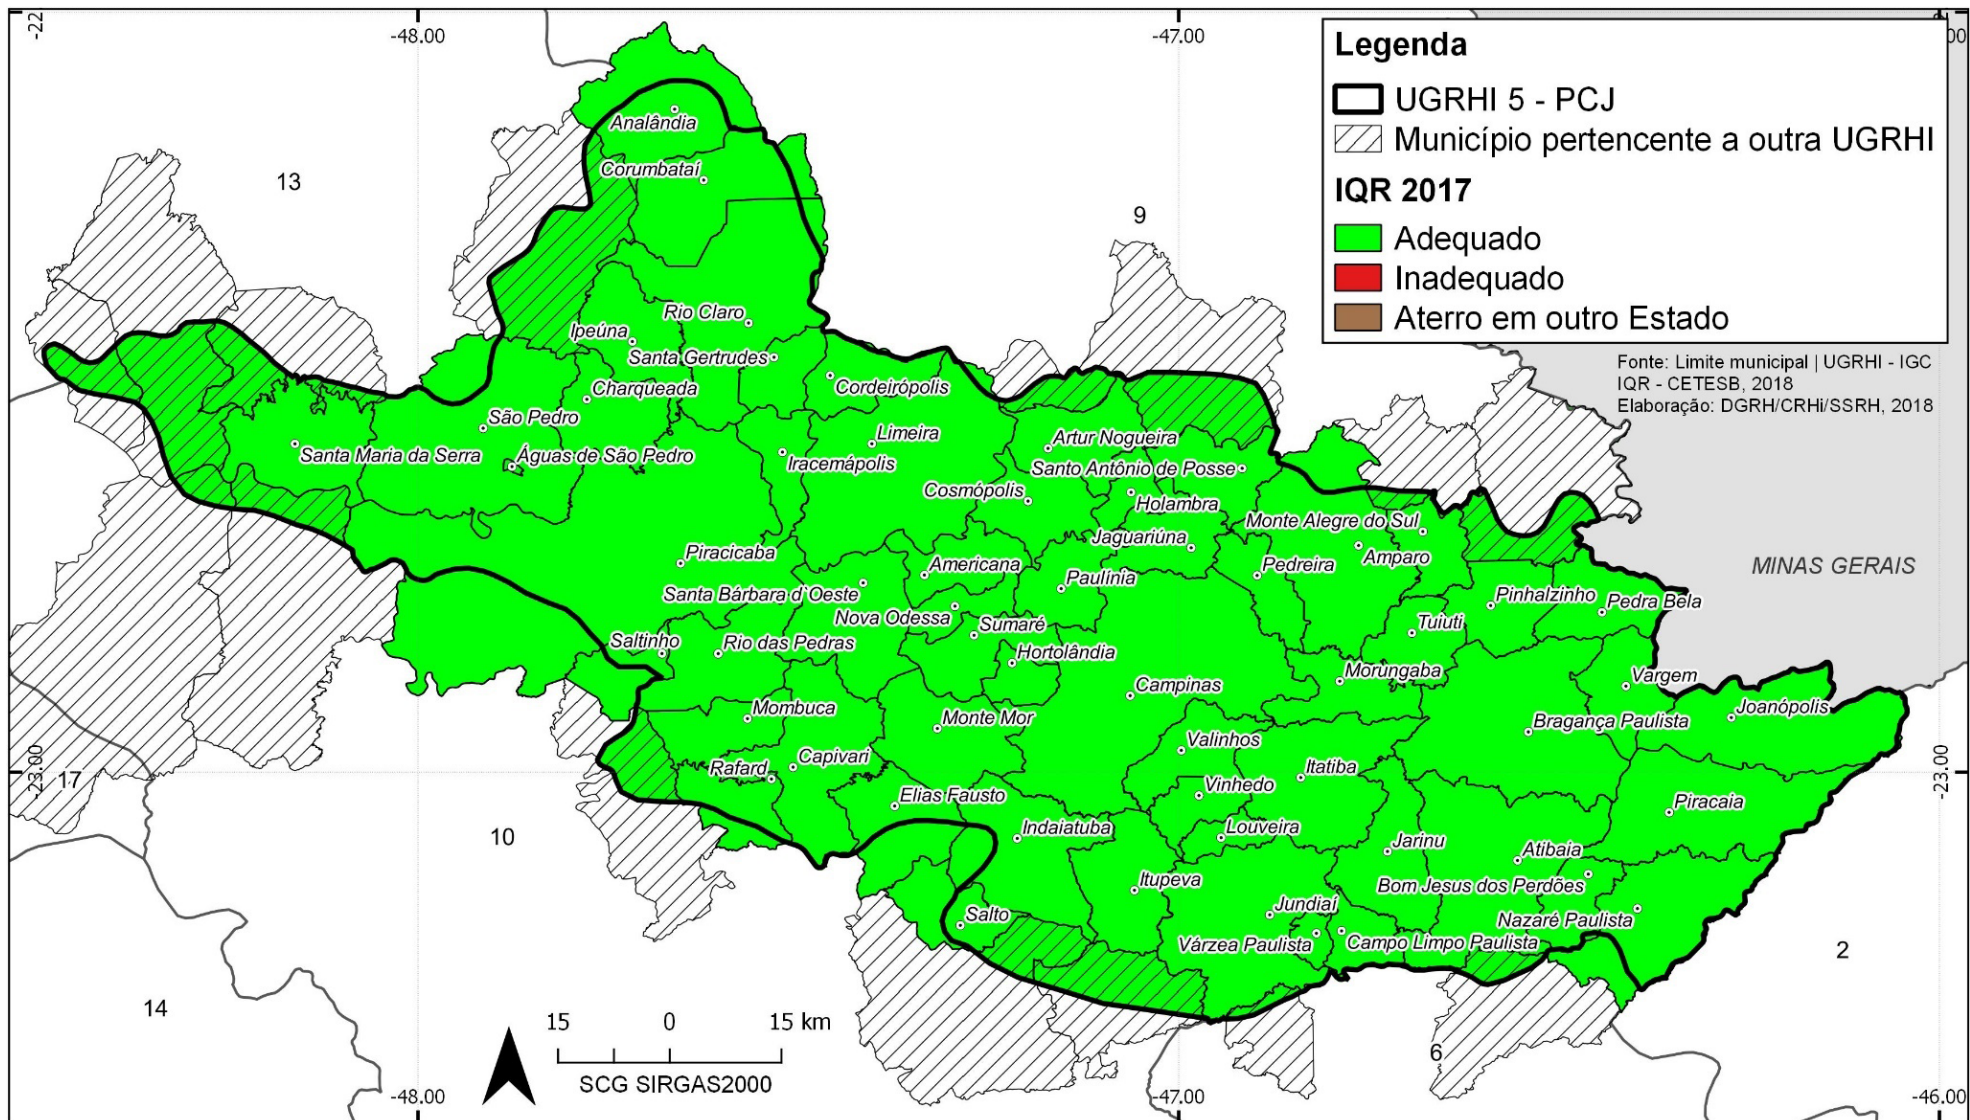 -22
-48.00
-47.00
00
Legenda
UGRHI 5 - PCJ
Município pertencente a outra UGRHI
IQR 2017
Adequado
Inadequado
Aterro em outro Estado
Fonte: Limite municipal | UGRHI - IGC
IQR - CETESB, 2018
Elaboração: DGRH/CRHi/SSRH, 2018
13
9
Analândia
Corumbataí
Rio Claro
Ipeúna
Santa Gertrudes
Charqueada
Cordeirópolis
São Pedro
Limeira
Artur Nogueira
Santa Maria da Serra
Águas de São Pedro
Iracemápolis
Santo Antônio de Posse
Cosmópolis
Holambra
Monte Alegre do Sul
Jaguariúna
Piracicaba
Americana
Pedreira
Amparo
MINAS GERAIS
Paulínia
Santa Bárbara d`Oeste
Pinhalzinho
Pedra Bela
Nova Odessa
Sumaré
Tuiuti
Saltinho
Rio das Pedras
Hortolândia
Morungaba
Vargem
Campinas
Mombuca
Monte Mor
Bragança Paulista
Joanópolis
Valinhos
Capivari
Rafard
Itatiba
-23.00
-23.00
17
Vinhedo
Elias Fausto
Piracaia
10
Indaiatuba
Louveira
Jarinu
Atibaia
Itupeva
Bom Jesus dos Perdões
Salto
Jundiaí
Nazaré Paulista
Várzea Paulista
Campo Limpo Paulista
2
14
15 0 15 km
6
SCG SIRGAS2000
-48.00
-47.00
-46.00